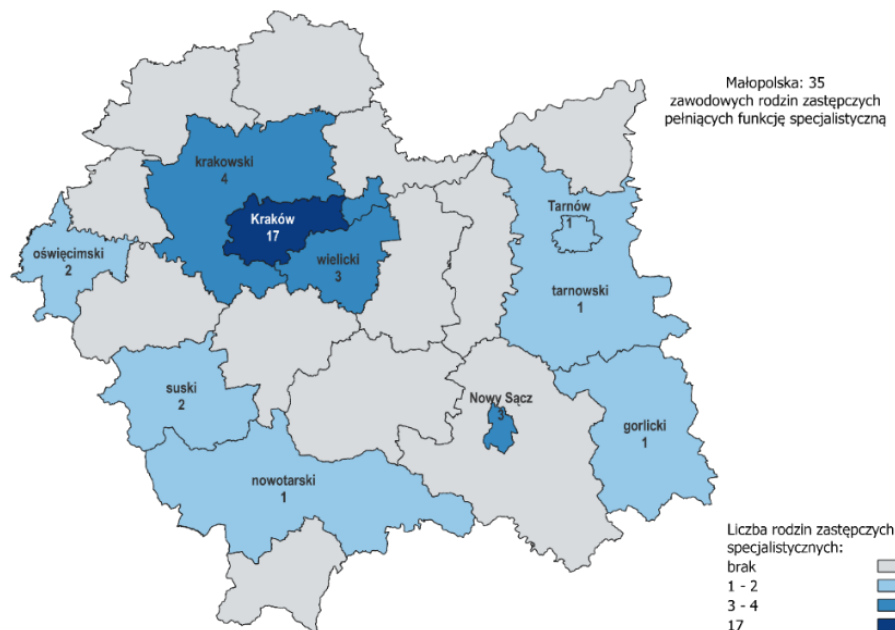 Małopolska: 35
zawodowych rodzin zastępczych
pełniących funkcję specjalistyczną
krakowski
4
Kraków
17
wielicki
3
oświęcimski
2
Tarnów
1
tarnowski
1
suski
2
Nowy Sącz
3
gorlicki
1
nowotarski
1
Liczba rodzin zastępczych
specjalistycznych:
brak
1 - 2
3 - 4
17